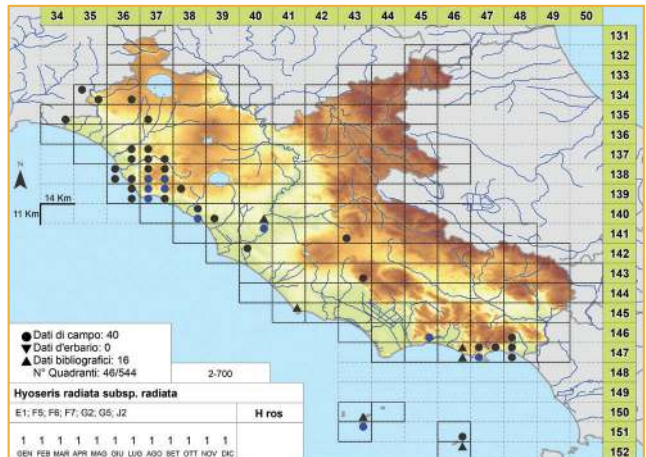 34 35 36 37 38 39 40 41 42 43 44 45 46 47 48 49 50
131
132
133
134
135
136
137
138
139
140
141
142
143
144
145
146
147
148
149
150
151
152
N
14 Km
11 Km
Dati di campo: 40
Dati d'erbario: 0
Dati bibliografici: 16
N° Quadranti: 46/544
2-700
Hyoseris radiata subsp. radiata
E1; F5; F6; F7; G2; G5; J2
H ros
1 1 1 1 1 1 1 1 1 1 1 1
GEN FEB MAR APR MAG GIU LUG AGO SET OTT NOV DIC